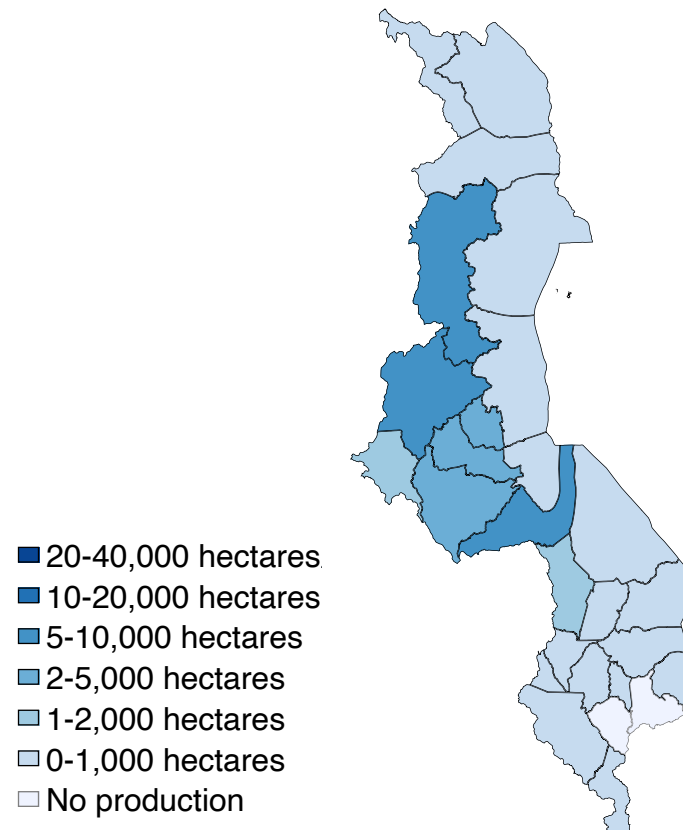 20-40,000 hectares
10-20,000 hectares
5-10,000 hectares
2-5,000 hectares
1-2,000 hectares
0-1,000 hectares
No production